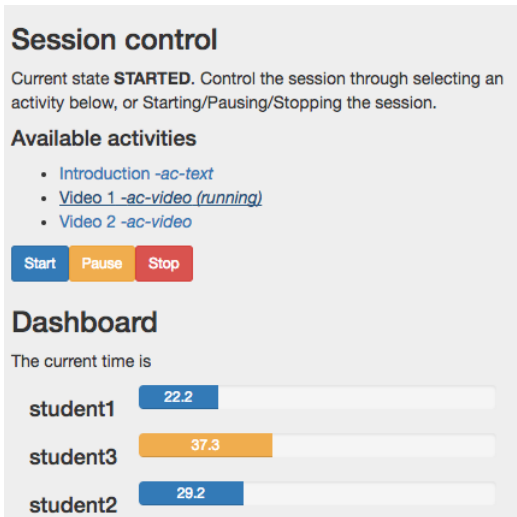 Session control
Current state STARTED. Control the session through selecting an
activity below, or Starting/Pausing/Stopping the session.
Available activities
Introduction -ac-text
Video 1 -ac-video (running)
Video 2 -ac-video
Start Pause Stop
Dashboard
The current time is
student1 22.2
student3 37.3
student2 29.2